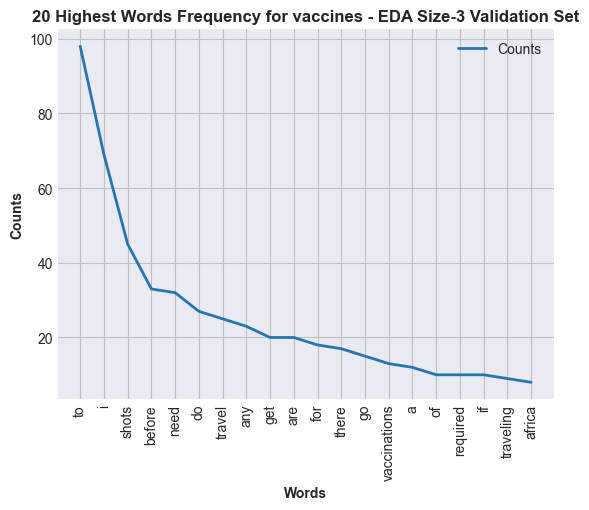 20 Highest Words Frequency for vaccines - EDA Size-3 Validation Set
Counts
100
80
60
40
20
Counts
to
i
shots
before
need
do
travel
any
get
are
for
there
go
vaccinations
a
of
required
if
traveling
africa
Words